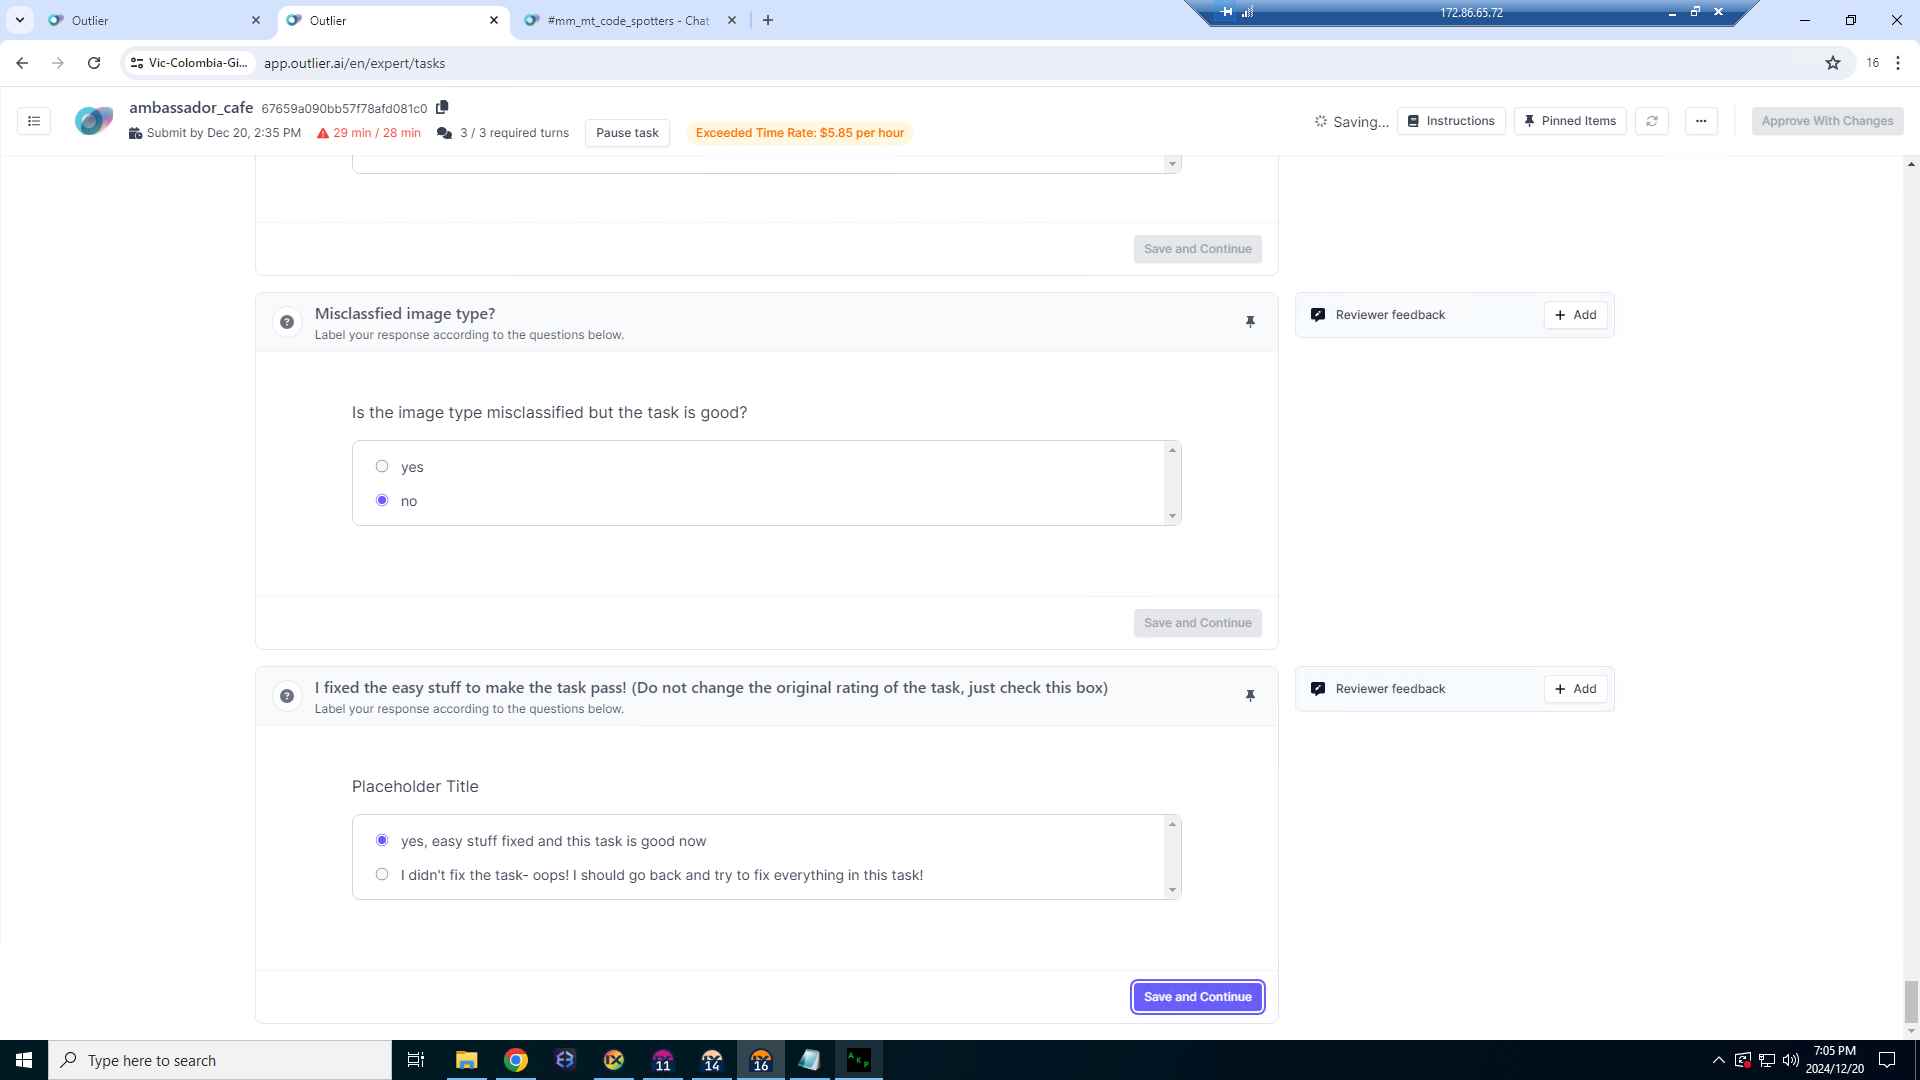 Outlier
Outlier
#mm_mt_code_spotters - Chat
172.86.65.72
Vic-Colombia-Gi...
app.outlier.ai/en/expert/tasks
16
ambassador_cafe 67659a090bb57f78afd081c0
Submit by Dec 20, 2:35 PM
29 min / 28 min
3 / 3 required turns
Pause task
Exceeded Time Rate: $5.85 per hour
Saving...
Instructions
Pinned Items
Approve With Changes
Save and Continue
Misclassfied image type?
Label your response according to the questions below.
Reviewer feedback
+ Add
Is the image type misclassified but the task is good?
yes
no
Save and Continue
I fixed the easy stuff to make the task pass! (Do not change the original rating of the task, just check this box)
Label your response according to the questions below.
Reviewer feedback
+ Add
Placeholder Title
yes, easy stuff fixed and this task is good now
I didn't fix the task- oops! I should go back and try to fix everything in this task!
Save and Continue
Type here to search
11
14
16
7:05 PM
2024/12/20